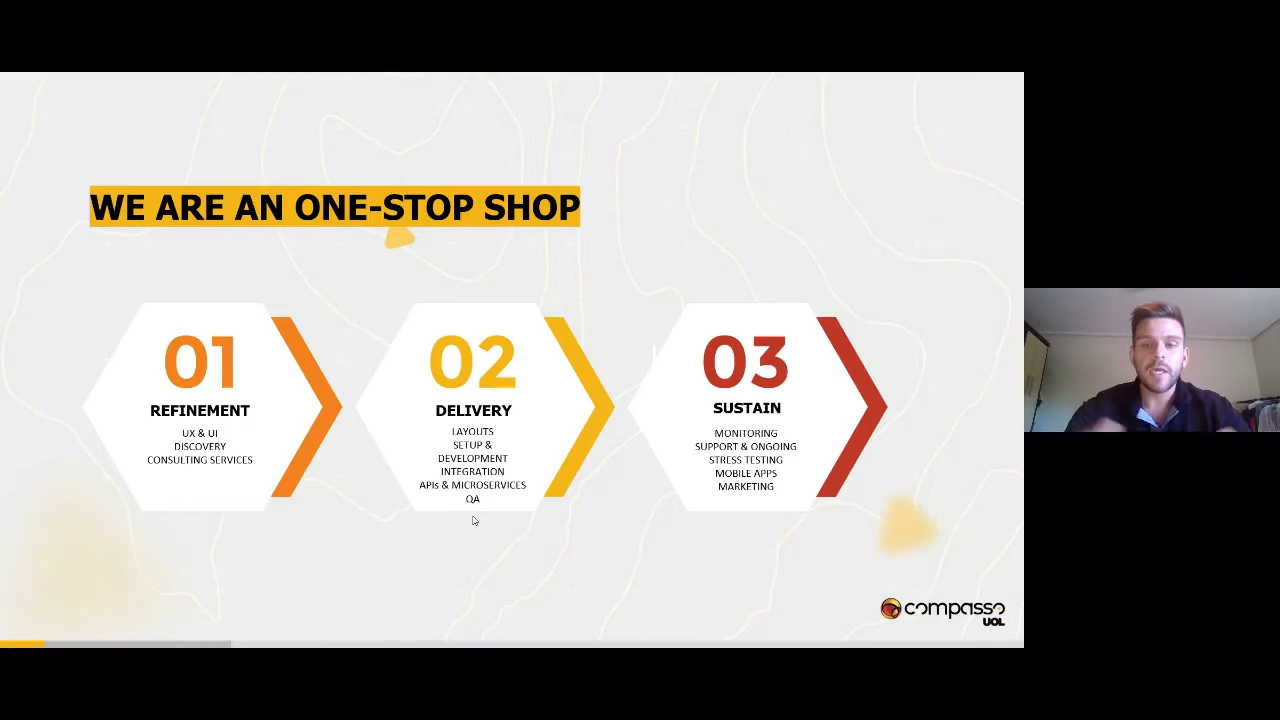 WE ARE AN ONE-STOP SHOP
01
REFINEMENT
UX & UI
DISCOVERY
CONSULTING SERVICES
02
DELIVERY
LAYOUTS
SETUP &
DEVELOPMENT
INTEGRATION
APIs & MICROSERVICES
QA
03
SUSTAIN
MONITORING
SUPPORT & ONGOING
STRESS TESTING
MOBILE APPS
MARKETING
compasso
UOL